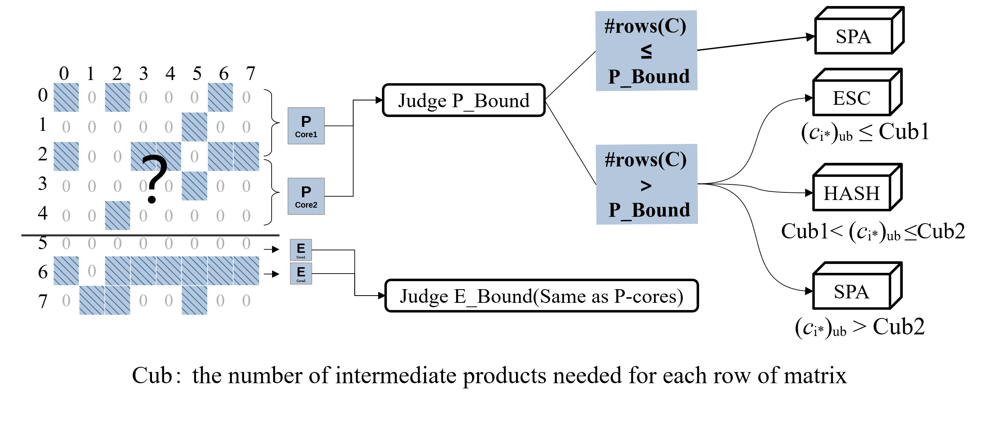 0 1 2 3 4 5 6 7
0 0 0 0 0 0
1 0 0 0 0 0 0 0
2 0 0 0
3 0 0 0 0 0 0 0
4 0 0 0 0 0 0 0
5 0 0 0 0 0 0 0 0
6 0
7 0 0 0 0 0
?
P
Core1
P
Core2
E
Core1
E
Core2
Judge P_Bound
Judge E_Bound(Same as P-cores)
#rows(C)
≤
P_Bound
#rows(C)
>
P_Bound
SPA
ESC
(c_{i*})_{ub} ≤ Cub1
HASH
Cub1< (c_{i*})_{ub} ≤Cub2
SPA
(c_{i*})_{ub} > Cub2
Cub: the number of intermediate products needed for each row of matrix